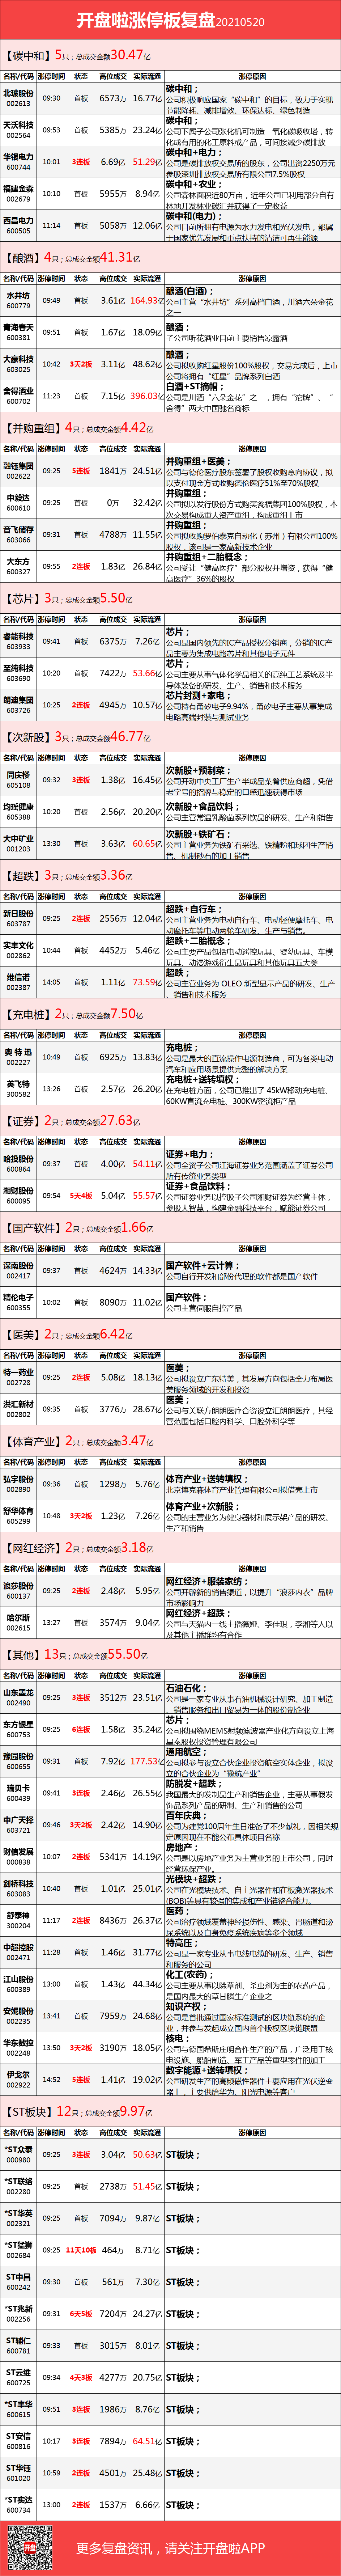 开盘啦涨停板复盘20210520
【碳中和】5只；总成交金额30.47亿
名称/代码 涨停时间 状态 高位成交 实际流通 涨停原因
北玻股份 002613 09:30 首板 6573万 16.77亿 碳中和；
公司积极响应国家“碳中和”的目标，致力于实现
节能降耗、减排增效、环保达标、绿色制造
天沃科技 002564 09:53 首板 5385万 23.24亿 碳中和；
公司下属子公司张化机可制造二氧化碳吸收塔，转
化成有用的化工原料或产品，可间接减少碳排放
华银电力 600744 10:01 3连板 6.69亿 51.29亿 碳中和+电力；
公司是碳排放权交易所的股东，公司出资2250万元
参股深圳排放权交易所有限公司7.5%股权
福建金森 002679 10:10 首板 5955万 8.94亿 碳中和+农业；
公司森林面积近80万亩，近年公司已利用部分自有
林地开发林业碳汇并获得了一定收益
西昌电力 600505 11:14 首板 5058万 12.06亿 碳中和(电力)；
公司目前所拥有电源为水力发电和光伏发电，都属
于国家优先发展和重点扶持的清洁可再生能源
【酿酒】4只；总成交金额41.31亿
名称/代码 涨停时间 状态 高位成交 实际流通 涨停原因
水井坊 600779 09:49 首板 3.61亿 164.93亿 酿酒(白酒)；
公司主营“水井坊”系列高档白酒，川酒六朵金花
之一
青海春天 600381 09:51 首板 1.67亿 18.09亿 酿酒；
子公司听花酒业目前主要销售凉露酒
大豪科技 603025 10:42 3天2板 3.11亿 48.62亿 酿酒；
公司拟收购红星股份100%股权，交易完成后，上市
公司将拥有“红星”品牌系列白酒
舍得酒业 600702 11:23 首板 7.15亿 396.03亿 白酒+ST摘帽；
公司是川酒“六朵金花”之一，拥有“沱牌”、“
舍得”两大中国驰名商标
【并购重组】4只；总成交金额4.42亿
名称/代码 涨停时间 状态 高位成交 实际流通 涨停原因
融钰集团 002622 09:25 5连板 1841万 24.51亿 并购重组+医美；
公司与德伦医疗股东签署了股权收购意向协议，拟
以支付现金方式收购德伦医疗51%至70%股权
中毅达 600610 09:25 首板 0万 32.42亿 并购重组；
公司拟以发行股份方式购买瓮福集团100%股权，本
次交易构成重大资产重组，构成重组上市
音飞储存 603066 09:31 首板 4788万 11.55亿 并购重组；
公司拟收购罗伯泰克自动化（苏州）有限公司100%
股权，该司是一家高新技术企业
大东方 600327 09:55 2连板 1.83亿 26.84亿 并购重组+二胎概念；
公司受让“健高医疗”部分股权并增资，获得“健
高医疗”36%的股权
【芯片】3只；总成交金额5.50亿
名称/代码 涨停时间 状态 高位成交 实际流通 涨停原因
睿能科技 603933 09:41 首板 6375万 7.26亿 芯片；
公司是国内领先的IC产品授权分销商，分销的IC产
品主要为集成电路芯片和其他电子元件
至纯科技 603690 10:20 首板 7422万 53.66亿 芯片；
公司主要从事气体化学品相关的高纯工艺系统及半
导体装备的研发、生产、销售和技术服务
朗迪集团 603726 10:25 2连板 4945万 10.57亿 芯片封测+家电；
公司持有甬矽电子9.94%，甬矽电子主要从事集成
电路高端封装与测试业务
【次新股】3只；总成交金额46.77亿
名称/代码 涨停时间 状态 高位成交 实际流通 涨停原因
同庆楼 605108 09:32 3连板 1.38亿 16.45亿 次新股+预制菜；
公司开动中央工厂生产半成品菜肴供应商超，凭借
老字号的招牌与稳定的口感迅速获得市场
均瑶健康 605388 10:20 首板 2.56亿 20.20亿 次新股+食品饮料；
公司主营常温乳酸菌系列饮品的研发、生产和销售
大中矿业 001203 13:30 首板 3.63亿 60.65亿 次新股+铁矿石；
公司主营业务为铁矿石采选、铁精粉和球团生产销
售、机制砂石的加工销售
【超跌】3只；总成交金额3.36亿
名称/代码 涨停时间 状态 高位成交 实际流通 涨停原因
新日股份 603787 09:25 2连板 2556万 12.04亿 超跌+自行车；
公司主营业务为电动自行车、电动轻便摩托车、电
动摩托车等电动两轮车研发、生产与销售。
实丰文化 002862 10:44 首板 4452万 5.46亿 超跌+二胎概念；
公司主要产品包括电动遥控玩具、婴幼玩具、车模
玩具、动漫游戏衍生品玩具和其他玩具五大类
维信诺 002387 14:05 首板 1.11亿 73.59亿 超跌；
公司主营业务为 OLEO 新型显示产品的研发、生产
、销售和技术服务
【充电桩】2只；总成交金额7.50亿
名称/代码 涨停时间 状态 高位成交 实际流通 涨停原因
奥 特 迅 002227 10:49 首板 6925万 13.83亿 充电桩；
公司是最大的直流操作电源制造商，可为各类电动
汽车和应用场景提供完整的解决方案
英飞特 300582 13:26 首板 2.57亿 26.20亿 充电桩+送转填权；
在充电桩方面，公司已推出了 45kW移动充电桩、
60KW直流充电桩、300KW整流柜产品
【证券】2只；总成交金额27.63亿
名称/代码 涨停时间 状态 高位成交 实际流通 涨停原因
哈投股份 600864 09:37 首板 4.00亿 54.11亿 证券+电力；
公司全资子公司江海证券业务范围涵盖了证券公司
所有传统业务类型
湘财股份 600095 09:54 5天4板 5.04亿 55.57亿 证券+食品饮料；
公司证券业务以控股子公司湘财证券为经营主体，
参股大智慧，构建金融科技平台，赋能证券公司
【国产软件】2只；总成交金额1.66亿
名称/代码 涨停时间 状态 高位成交 实际流通 涨停原因
深南股份 002417 09:37 首板 4624万 14.33亿 国产软件+云计算；
公司自行开发和部份代理的软件都是国产软件
精伦电子 600355 10:02 首板 8090万 11.02亿 国产软件；
公司主营伺服自控产品
【医美】2只；总成交金额6.42亿
名称/代码 涨停时间 状态 高位成交 实际流通 涨停原因
特一药业 002728 09:25 2连板 5.08亿 18.13亿 医美；
公司拟设立广东特美，其发展方向包括全力布局医
美服务领域的开发和投资
洪汇新材 002802 09:35 首板 3776万 28.67亿 医美；
公司与关联方朗朗医疗合资设立汇朗朗医疗，其经
营范围包括口腔内科学、口腔外科学等
【体育产业】2只；总成交金额3.47亿
名称/代码 涨停时间 状态 高位成交 实际流通 涨停原因
弘宇股份 002890 09:36 首板 1298万 5.76亿 体育产业+送转填权；
北京博克森体育产业管理有限公司拟借壳上市
舒华体育 605299 10:48 3天2板 1.23亿 7.26亿 体育产业+次新股；
公司的主营业务为健身器材和展示架产品的研发、
生产和销售
【网红经济】2只；总成交金额3.18亿
名称/代码 涨停时间 状态 高位成交 实际流通 涨停原因
浪莎股份 600137 09:25 2连板 2.48亿 5.95亿 网红经济+服装家纺；
公司开辟新的销售渠道，以提升“浪莎内衣”品牌
市场影响力
哈尔斯 002615 13:27 首板 3574万 9.04亿 网红经济+超跌；
公司与天猫内一线主播薇娅、李佳琪，李湘等人以
及其他主播群均有合作
【其他】13只；总成交金额55.50亿
名称/代码 涨停时间 状态 高位成交 实际流通 涨停原因
山东墨龙 002490 09:25 3连板 3512万 23.51亿 石油石化；
公司是一家专业从事石油机械设计研究、加工制造
、销售服务和出口贸易为一体的股份制企业
东方银星 600753 09:25 6连板 1.58亿 35.24亿 芯片；
公司拟围绕MEMS射频滤波器产业化方向设立上海
星泰股权投资管理有限公司
豫园股份 600655 09:31 首板 7.92亿 177.53亿 通用航空；
公司拟参与设立合伙企业投资航空实体企业，拟设
立的合伙企业为“豫航产业”
瑞贝卡 600439 09:41 3连板 2.46亿 26.55亿 防脱发+超跌；
我国最大的发制品生产和销售企业，主要从事假发
饰品系列产品的研制、生产和销售的公司
中广天择 603721 09:46 3天2板 2.42亿 14.90亿 百年庆典；
公司为建党100周年生日准备了不少献礼，因相关规
定原因现在不能公布具体项目名称
财信发展 000838 10:07 2连板 5341万 14.19亿 房地产；
公司是以房地产业务为主营业务的上市公司，同时
经营环保产业。
剑桥科技 603083 10:40 首板 1.01亿 25.01亿 光模块+超跌；
公司在光模块技术、自主光器件和在板激光器技术
(BOB)等具有较强的集成和产业链整合能力。
舒泰神 300204 11:17 2连板 8436万 26.37亿 医药；
公司治疗领域覆盖神经损伤性、感染、胃肠道和泌
尿系统以及自身免疫系统疾病等多个领域
中超控股 002471 11:28 首板 1.46亿 31.77亿 特高压；
公司是一家专业从事电线电缆的研发、生产、销售
和服务的公司
江山股份 600389 13:00 首板 1.43亿 44.34亿 化工(农药)；
公司主要从事以除草剂、杀虫剂为主的农药产品，
是国内最大的草甘膦生产企业之一
安妮股份 002235 13:41 首板 7959万 24.68亿 知识产权；
公司是首批通过国家标准测试的区块链系统的企
业，并参与发起成立国内首个版权区块链联盟
华东数控 002248 13:50 3天2板 3190万 18.05亿 核电；
公司与德国希斯庄明合作生产的产品，广泛用于核
电设施、船舶制造、军工产品等重型零件的加工
伊戈尔 002922 14:52 5连板 1.41亿 19.02亿 数字能源+送转填权；
公司研发生产的高频磁性器件主要应用在光伏逆变
器上，主要供给华为、阳光电源等客户
【ST板块】12只；总成交金额9.97亿
名称/代码 涨停时间 状态 高位成交 实际流通 涨停原因
*ST众泰 000980 09:25 3连板 3.04亿 50.63亿 ST板块；
*ST联络 002280 09:25 首板 2738万 51.45亿 ST板块；
*ST华英 002321 09:25 首板 7094万 9.87亿 ST板块；
*ST猛狮 002684 09:25 11天10板 464万 8.71亿 ST板块；
ST中昌 600242 09:30 首板 561万 7.30亿 ST板块；
*ST兆新 002256 09:31 6天5板 7204万 24.27亿 ST板块；
ST辅仁 600781 09:33 首板 3015万 8.01亿 ST板块；
ST云维 600725 09:34 4天3板 4277万 20.75亿 ST板块；
*ST丰华 600615 09:51 3连板 1986万 8.76亿 ST板块；
ST安信 600816 10:17 3连板 7894万 64.51亿 ST板块；
ST华钰 601020 10:59 2连板 4501万 25.48亿 ST板块；
*ST实达 600734 13:00 2连板 1537万 6.66亿 ST板块；
更多复盘资讯，请关注开盘啦APP